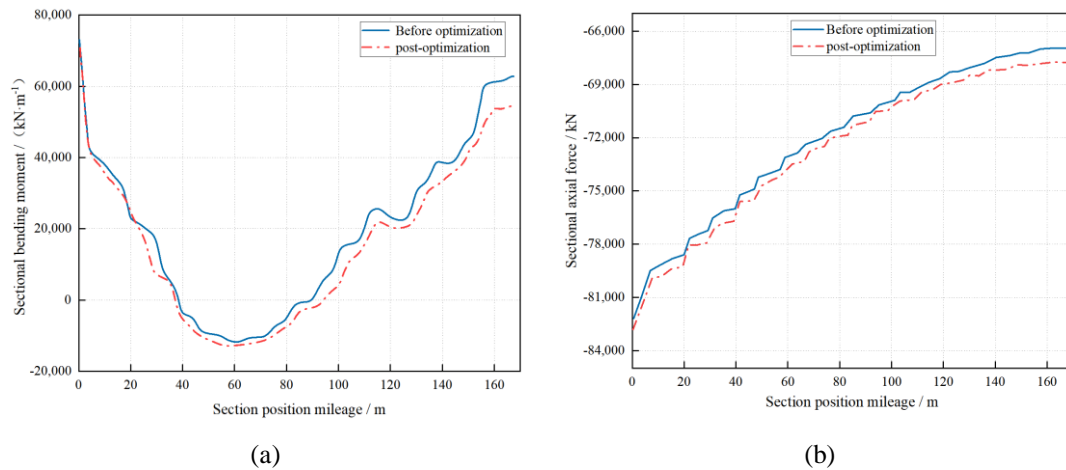 80,000
60,000
40,000
20,000
0
-20,000
Sectional bending moment /（kN·m⁻¹）
Before optimization
post-optimization
0 20 40 60 80 100 120 140 160
Section position mileage / m
(a)
-66,000
-69,000
-72,000
-75,000
-78,000
-81,000
-84,000
Sectional axial force / kN
Before optimization
post-optimization
0 20 40 60 80 100 120 140 160
Section position mileage / m
(b)